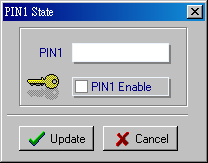 PIN1 State
PIN1
PIN1 Enable
Update
Cancel